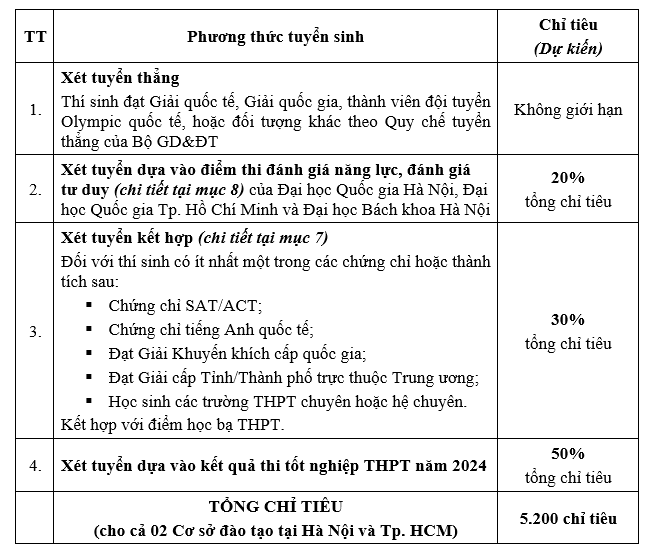 TT
Phương thức tuyển sinh
Chỉ tiêu
(Dự kiến)
1.
Xét tuyển thẳng
Thí sinh đạt Giải quốc tế, Giải quốc gia, thành viên đội tuyển
Olympic quốc tế, hoặc đối tượng khác theo Quy chế tuyển
thẳng của Bộ GD&ĐT
Không giới hạn
2.
Xét tuyển dựa vào điểm thi đánh giá năng lực, đánh giá
tư duy (chi tiết tại mục 8) của Đại học Quốc gia Hà Nội, Đại
học Quốc gia Tp. Hồ Chí Minh và Đại học Bách khoa Hà Nội
20%
tổng chỉ tiêu
3.
Xét tuyển kết hợp (chi tiết tại mục 7)
Đối với thí sinh có ít nhất một trong các chứng chỉ hoặc thành
tích sau:
▪ Chứng chỉ SAT/ACT;
▪ Chứng chỉ tiếng Anh quốc tế;
▪ Đạt Giải Khuyến khích cấp quốc gia;
▪ Đạt Giải cấp Tỉnh/Thành phố trực thuộc Trung ương;
▪ Học sinh các trường THPT chuyên hoặc hệ chuyên.
Kết hợp với điểm học bạ THPT.
30%
tổng chỉ tiêu
4.
Xét tuyển dựa vào kết quả thi tốt nghiệp THPT năm 2024
50%
tổng chỉ tiêu
TỔNG CHỈ TIÊU
(cho cả 02 Cơ sở đào tạo tại Hà Nội và Tp. HCM)
5.200 chỉ tiêu